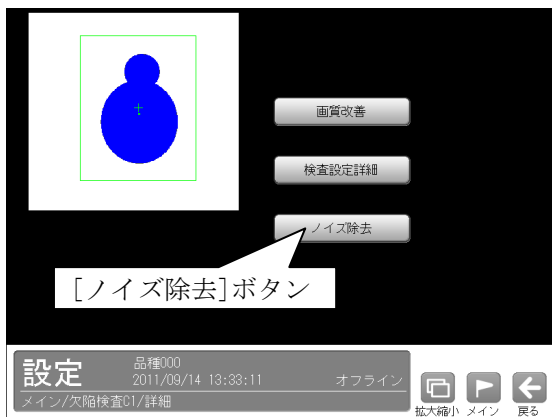 画質改善
検査設定詳細
ノイズ除去
[ノイズ除去]ボタン
設定
品種000
2011/09/14 13:33:11
オフライン
メイン/欠陥検査C1/詳細
拡大縮小
メイン
戻る